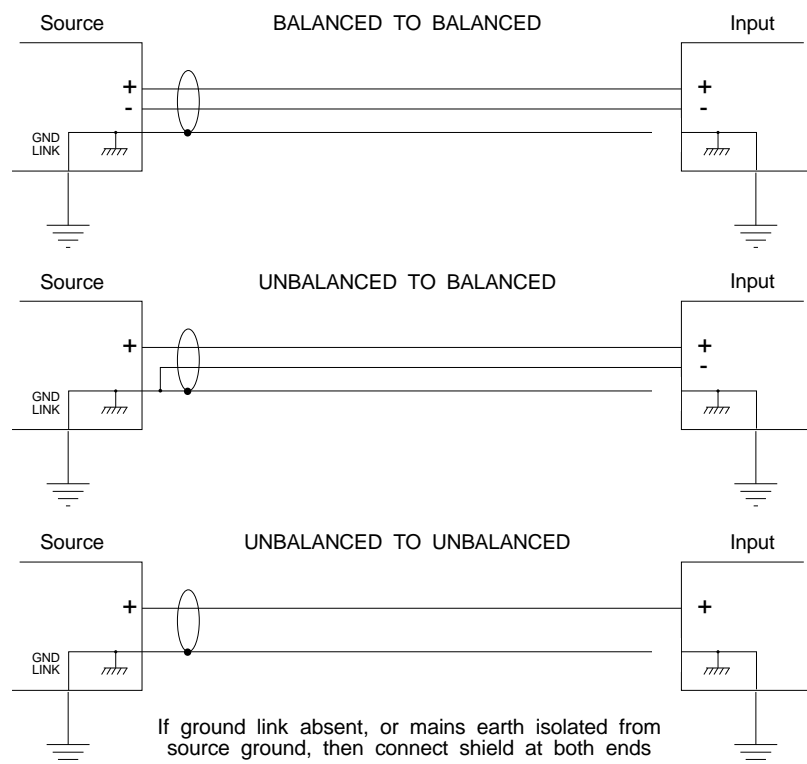 Source BALANCED TO BALANCED Input
+ +
- -
GND
LINK
Source UNBALANCED TO BALANCED Input
+ +
-
GND
LINK
Source UNBALANCED TO UNBALANCED Input
+ +
GND
LINK
If ground link absent, or mains earth isolated from
source ground, then connect shield at both ends